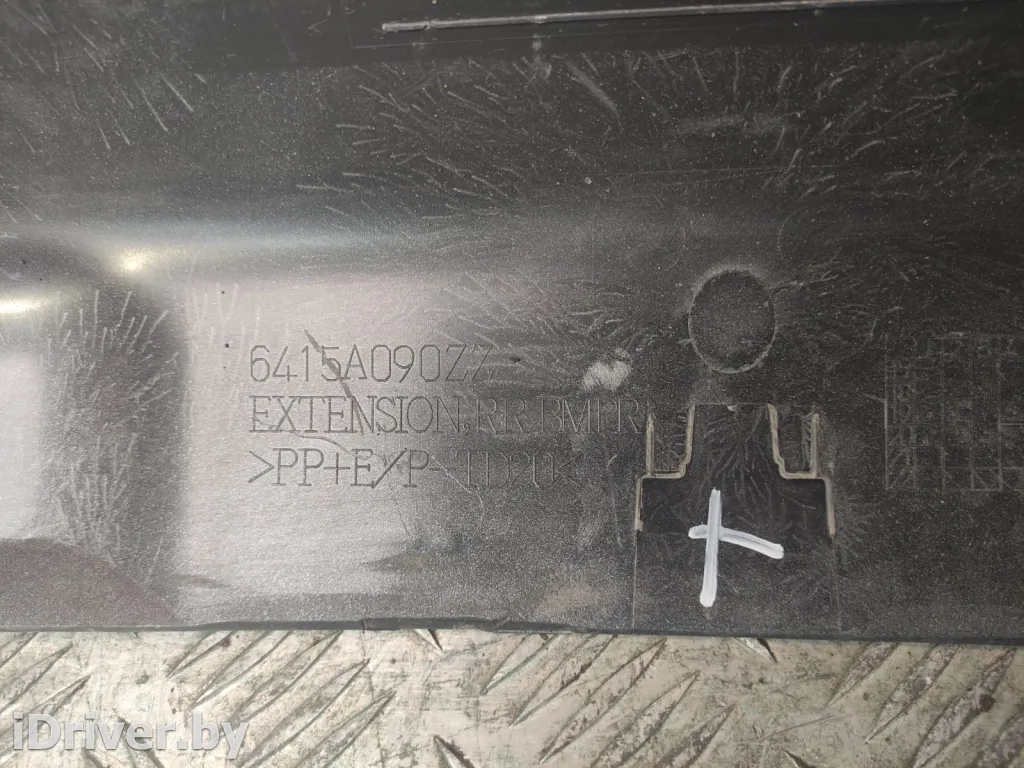 6415A090ZZ
EXTENSION,RR BMPR
>PP+E/P-TD20<
iDriver.by